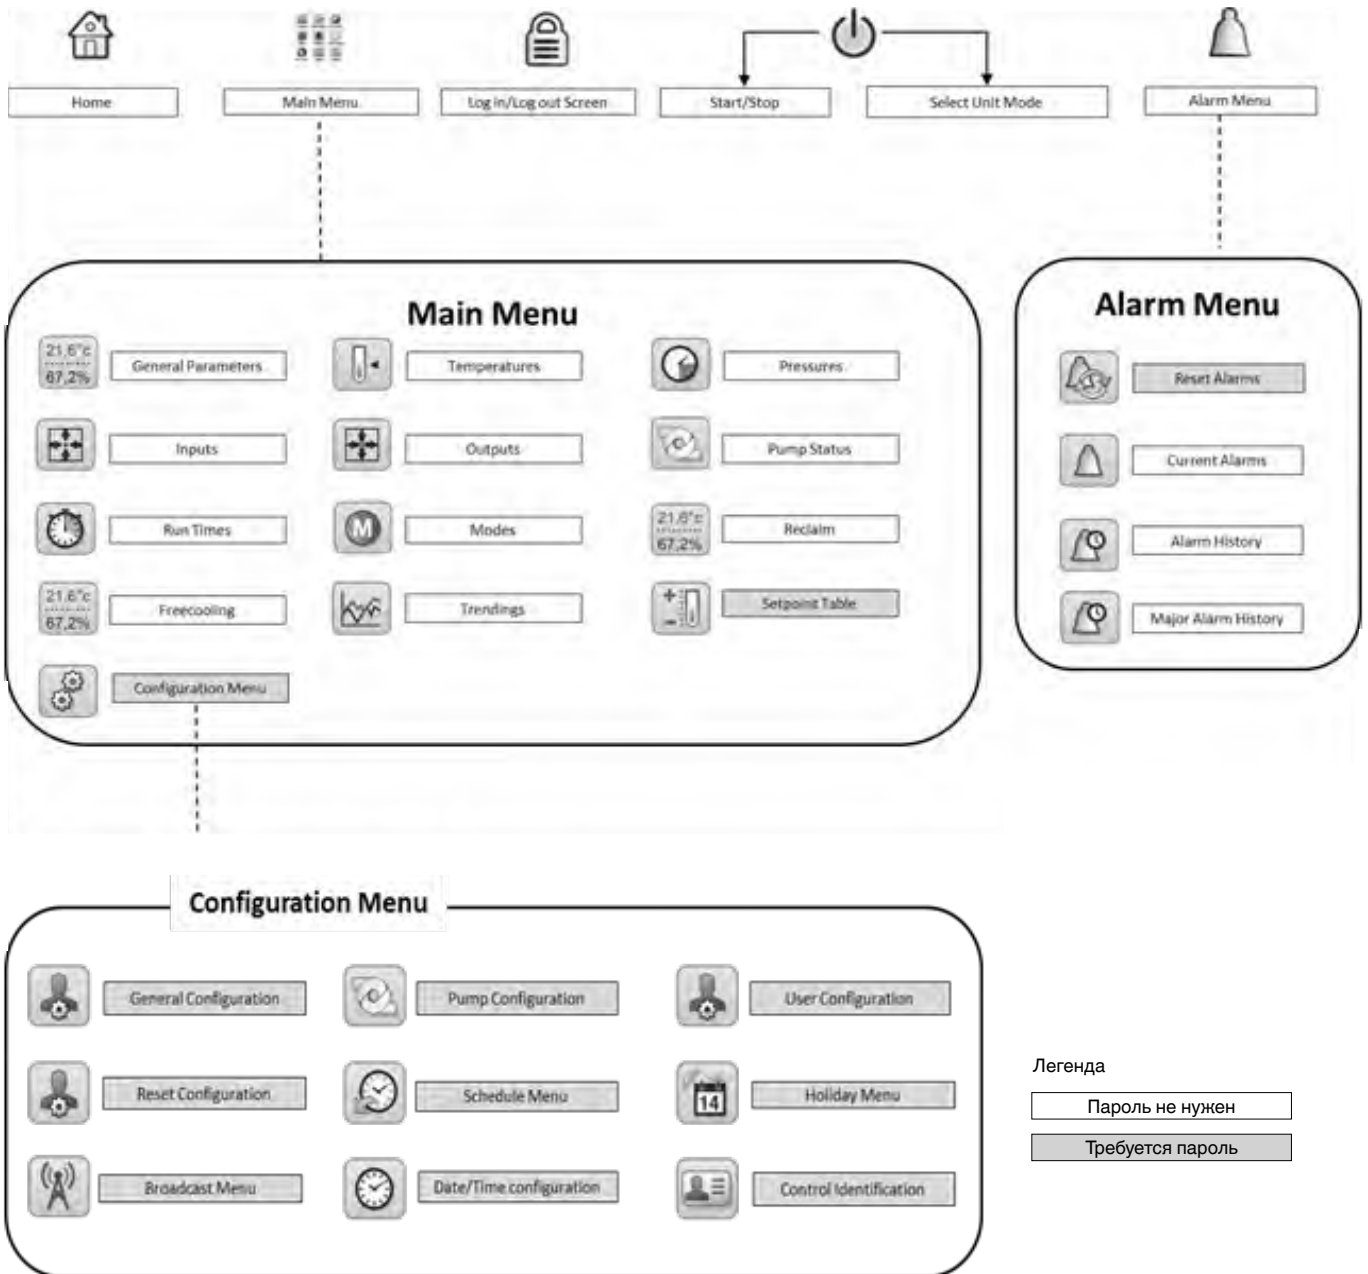 Home
Main Menu
Log in/Log out Screen
Start/Stop
Select Unit Mode
Alarm Menu
Main Menu
21,6°c
67,2%
General Parameters
Temperatures
Pressures
Inputs
Outputs
Pump Status
Run Times
M
Modes
21,6°c
67,2%
Reclaim
21,6°c
67,2%
Freecooling
Trendings
Setpoint Table
Configuration Menu
Alarm Menu
Reset Alarms
Current Alarms
Alarm History
Major Alarm History
Configuration Menu
General Configuration
Pump Configuration
User Configuration
Reset Configuration
Schedule Menu
14
Holiday Menu
Broadcast Menu
Date/Time configuration
Control Identification
Легенда
Пароль не нужен
Требуется пароль